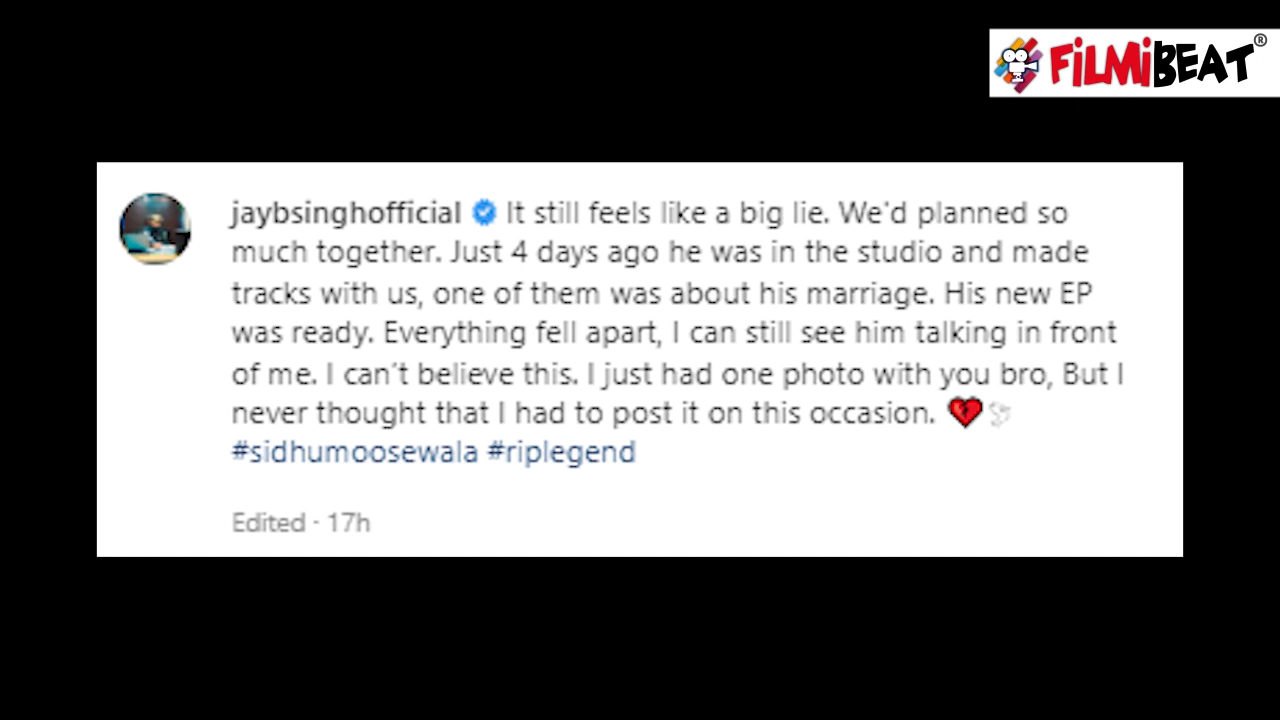 FiLMiBEAT®
jaybsinghofficial It still feels like a big lie. We'd planned so
much together. Just 4 days ago he was in the studio and made
tracks with us, one of them was about his marriage. His new EP
was ready. Everything fell apart, I can still see him talking in front
of me. I can't believe this. I just had one photo with you bro, But I
never thought that I had to post it on this occasion. 💔🕊
#sidhumoosewala #riplegend
Edited · 17h